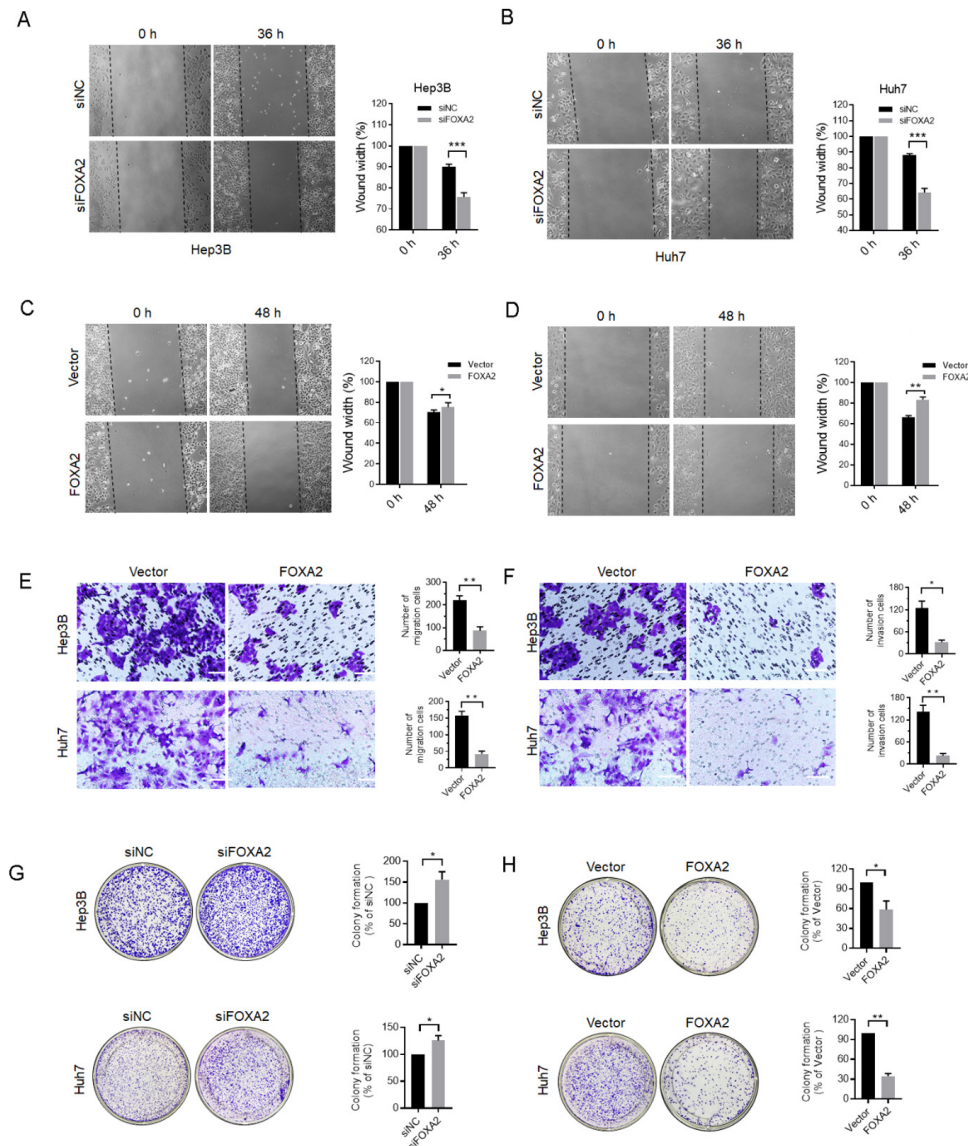 A
0 h
36 h
siNC
siFOXA2
Hep3B
Hep3B
siNC
siFOXA2
Wound width (%)
100
90
80
70
60
***
0 h
36 h
B
0 h
36 h
siNC
siFOXA2
Huh7
Huh7
siNC
siFOXA2
Wound width (%)
120
110
100
90
80
70
60
50
40
***
0 h
36 h
C
0 h
48 h
Vector
FOXA2
Vector
FOXA2
Wound width (%)
120
100
80
60
40
20
0
*
0 h
48 h
D
0 h
48 h
Vector
FOXA2
Vector
FOXA2
Wound width (%)
120
100
80
60
40
20
0
**
0 h
48 h
E
Vector
FOXA2
Hep3B
Huh7
Number of
migration cells
300
200
100
0
**
Vector
FOXA2
Number of
migration cells
200
150
100
50
0
**
Vector
FOXA2
F
Vector
FOXA2
Hep3B
Huh7
Number of
invasion cells
180
120
60
0
*
Vector
FOXA2
Number of
invasion cells
180
120
60
0
**
Vector
FOXA2
G
siNC
siFOXA2
Hep3B
Colony formation
(% of siNC)
200
150
100
50
0
*
siNC
siFOXA2
siNC
siFOXA2
Huh7
Colony formation
(% of siNC)
150
125
100
75
50
25
0
*
siNC
siFOXA2
H
Vector
FOXA2
Hep3B
Colony formation
(% of Vector)
120
90
60
30
0
*
Vector
FOXA2
Vector
FOXA2
Huh7
Colony formation
(% of Vector )
120
90
60
30
0
**
Vector
FOXA2